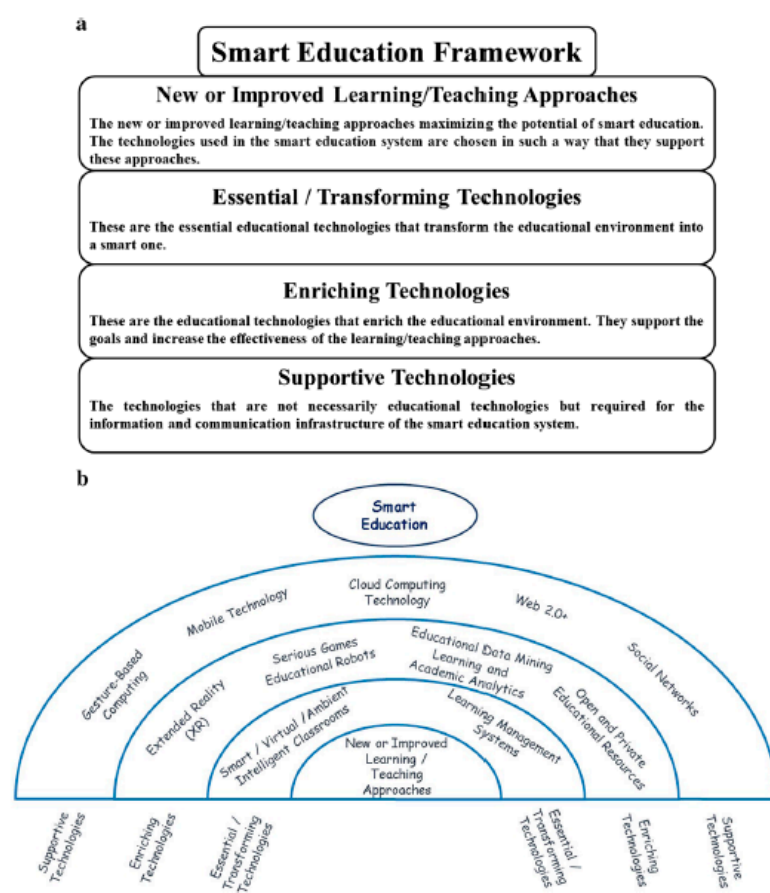 a
Smart Education Framework
New or Improved Learning/Teaching Approaches
The new or improved learning/teaching approaches maximizing the potential of smart education.
The technologies used in the smart education system are chosen in such a way that they support
these approaches.
Essential / Transforming Technologies
These are the essential educational technologies that transform the educational environment into
a smart one.
Enriching Technologies
These are the educational technologies that enrich the educational environment. They support the
goals and increase the effectiveness of the learning/teaching approaches.
Supportive Technologies
The technologies that are not necessarily educational technologies but required for the
information and communication infrastructure of the smart education system.
b
Smart
Education
Gesture-Based
Computing
Mobile Technology
Cloud Computing
Technology
Web 2.0+
Social Networks
Extended Reality
(XR)
Serious Games
Educational Robots
Educational Data Mining
Learning and
Academic Analytics
Open and Private
Educational Resources
Smart / Virtual /Ambient
Intelligent Classrooms
Learning Management
Systems
New or Improved
Learning /
Teaching
Approaches
Supportive
Technologies
Enriching
Technologies
Essential /
Transforming
Technologies
Essential /
Transforming
Technologies
Enriching
Technologies
Supportive
Technologies